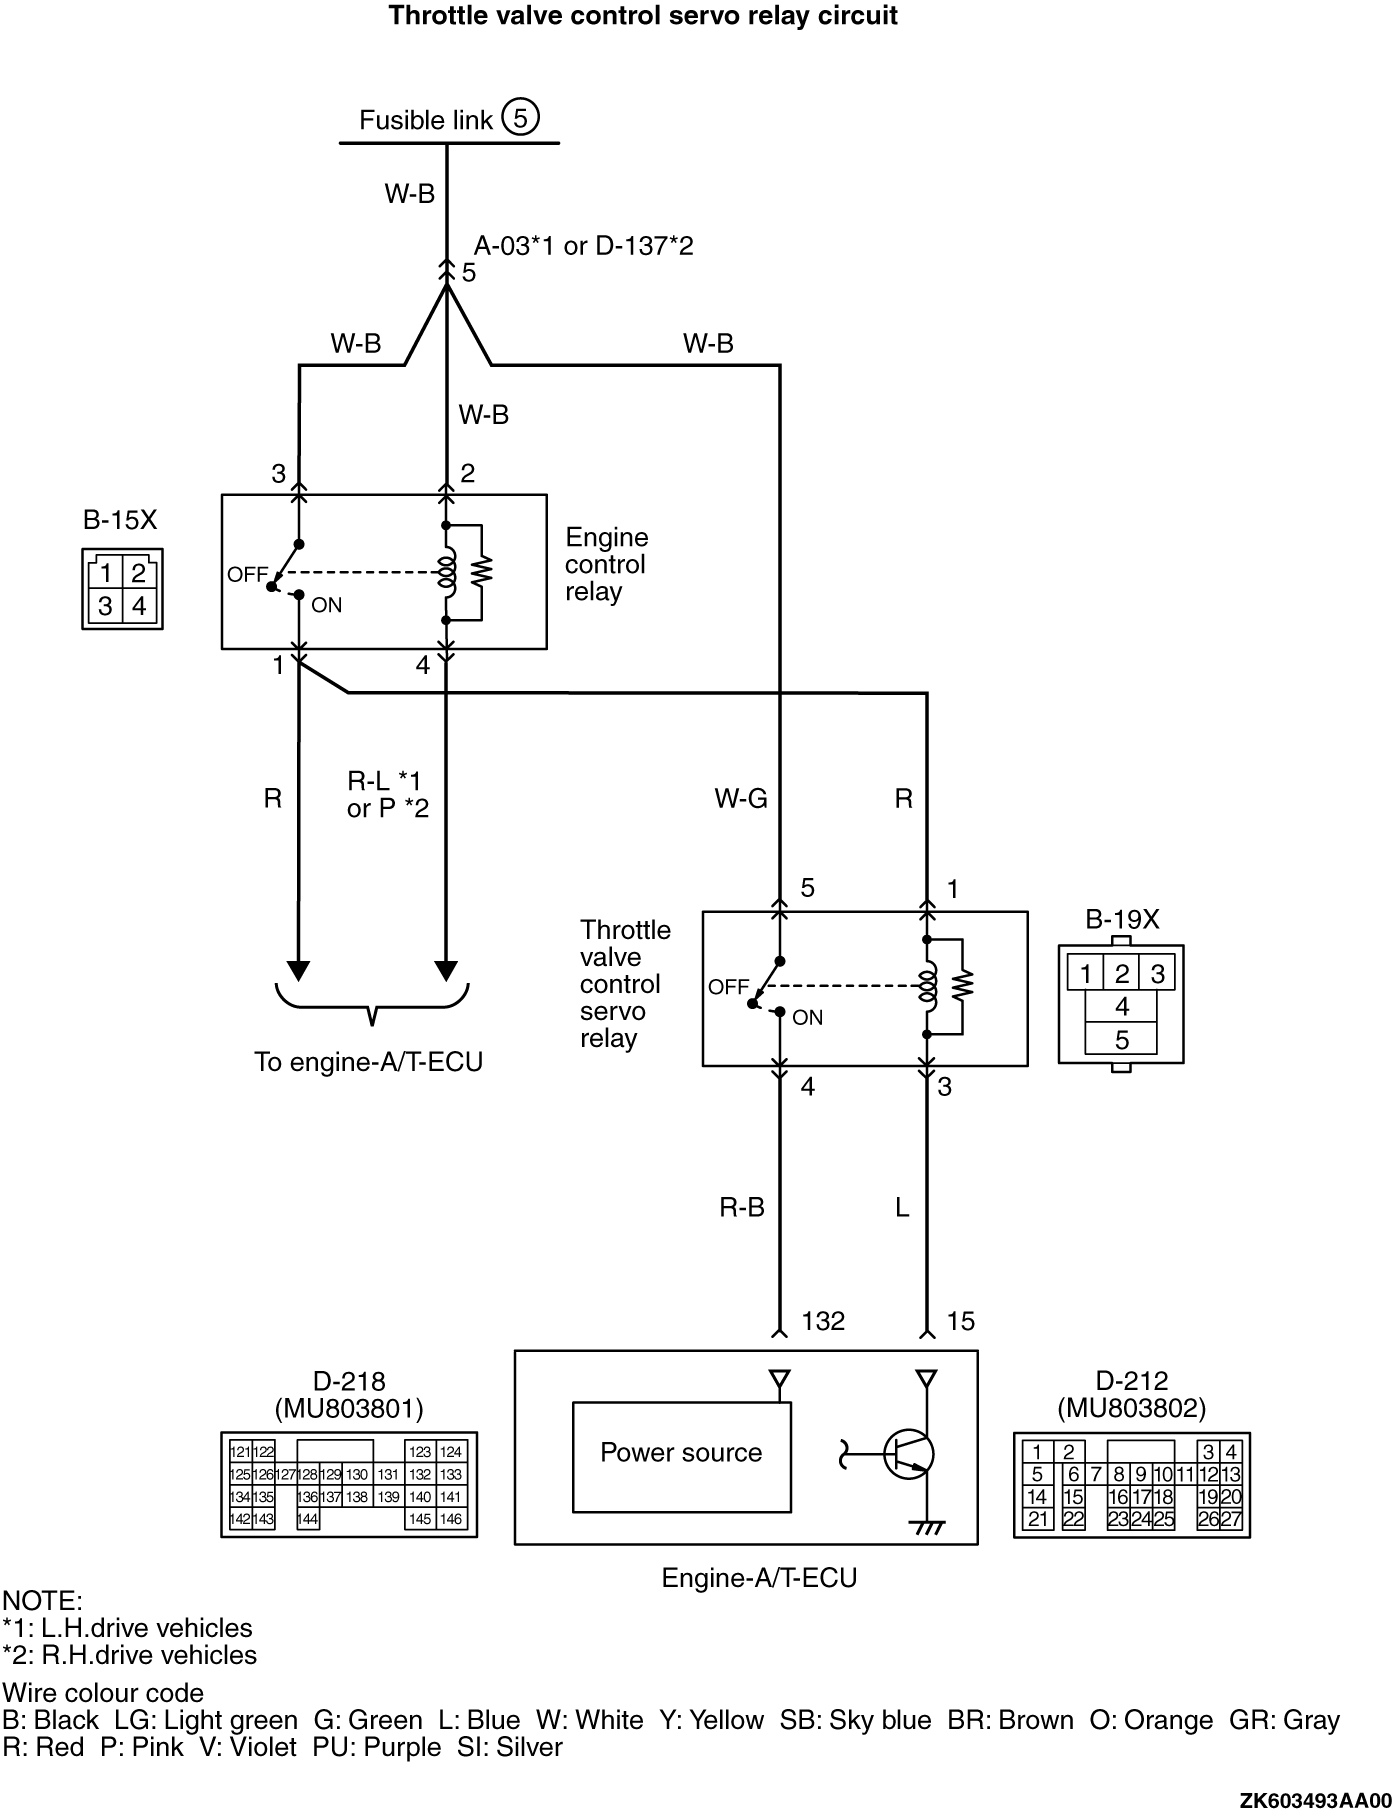 Throttle valve control servo relay circuit
Fusible link 5
W-B
A-03*1 or D-137*2
5
W-B
W-B
W-B
3
2
B-15X
1 2
3 4
OFF
ON
Engine
control
relay
1
4
R
R-L *1
or P *2
W-G
R
5
1
Throttle
valve
control
servo
relay
OFF
ON
B-19X
1 2 3
4
5
To engine-A/T-ECU
4
3
R-B
L
132
15
D-218
(MU803801)
121 122 123 124
125 126 127 128 129 130 131 132 133
134 135 136 137 138 139 140 141
142 143 144 145 146
Power source
D-212
(MU803802)
1 2 3 4
5 6 7 8 9 10 11 12 13
14 15 16 17 18 19 20
21 22 23 24 25 26 27
Engine-A/T-ECU
NOTE:
*1: L.H.drive vehicles
*2: R.H.drive vehicles
Wire colour code
B: Black LG: Light green G: Green L: Blue W: White Y: Yellow SB: Sky blue BR: Brown O: Orange GR: Gray
R: Red P: Pink V: Violet PU: Purple SI: Silver
ZK603493AA00